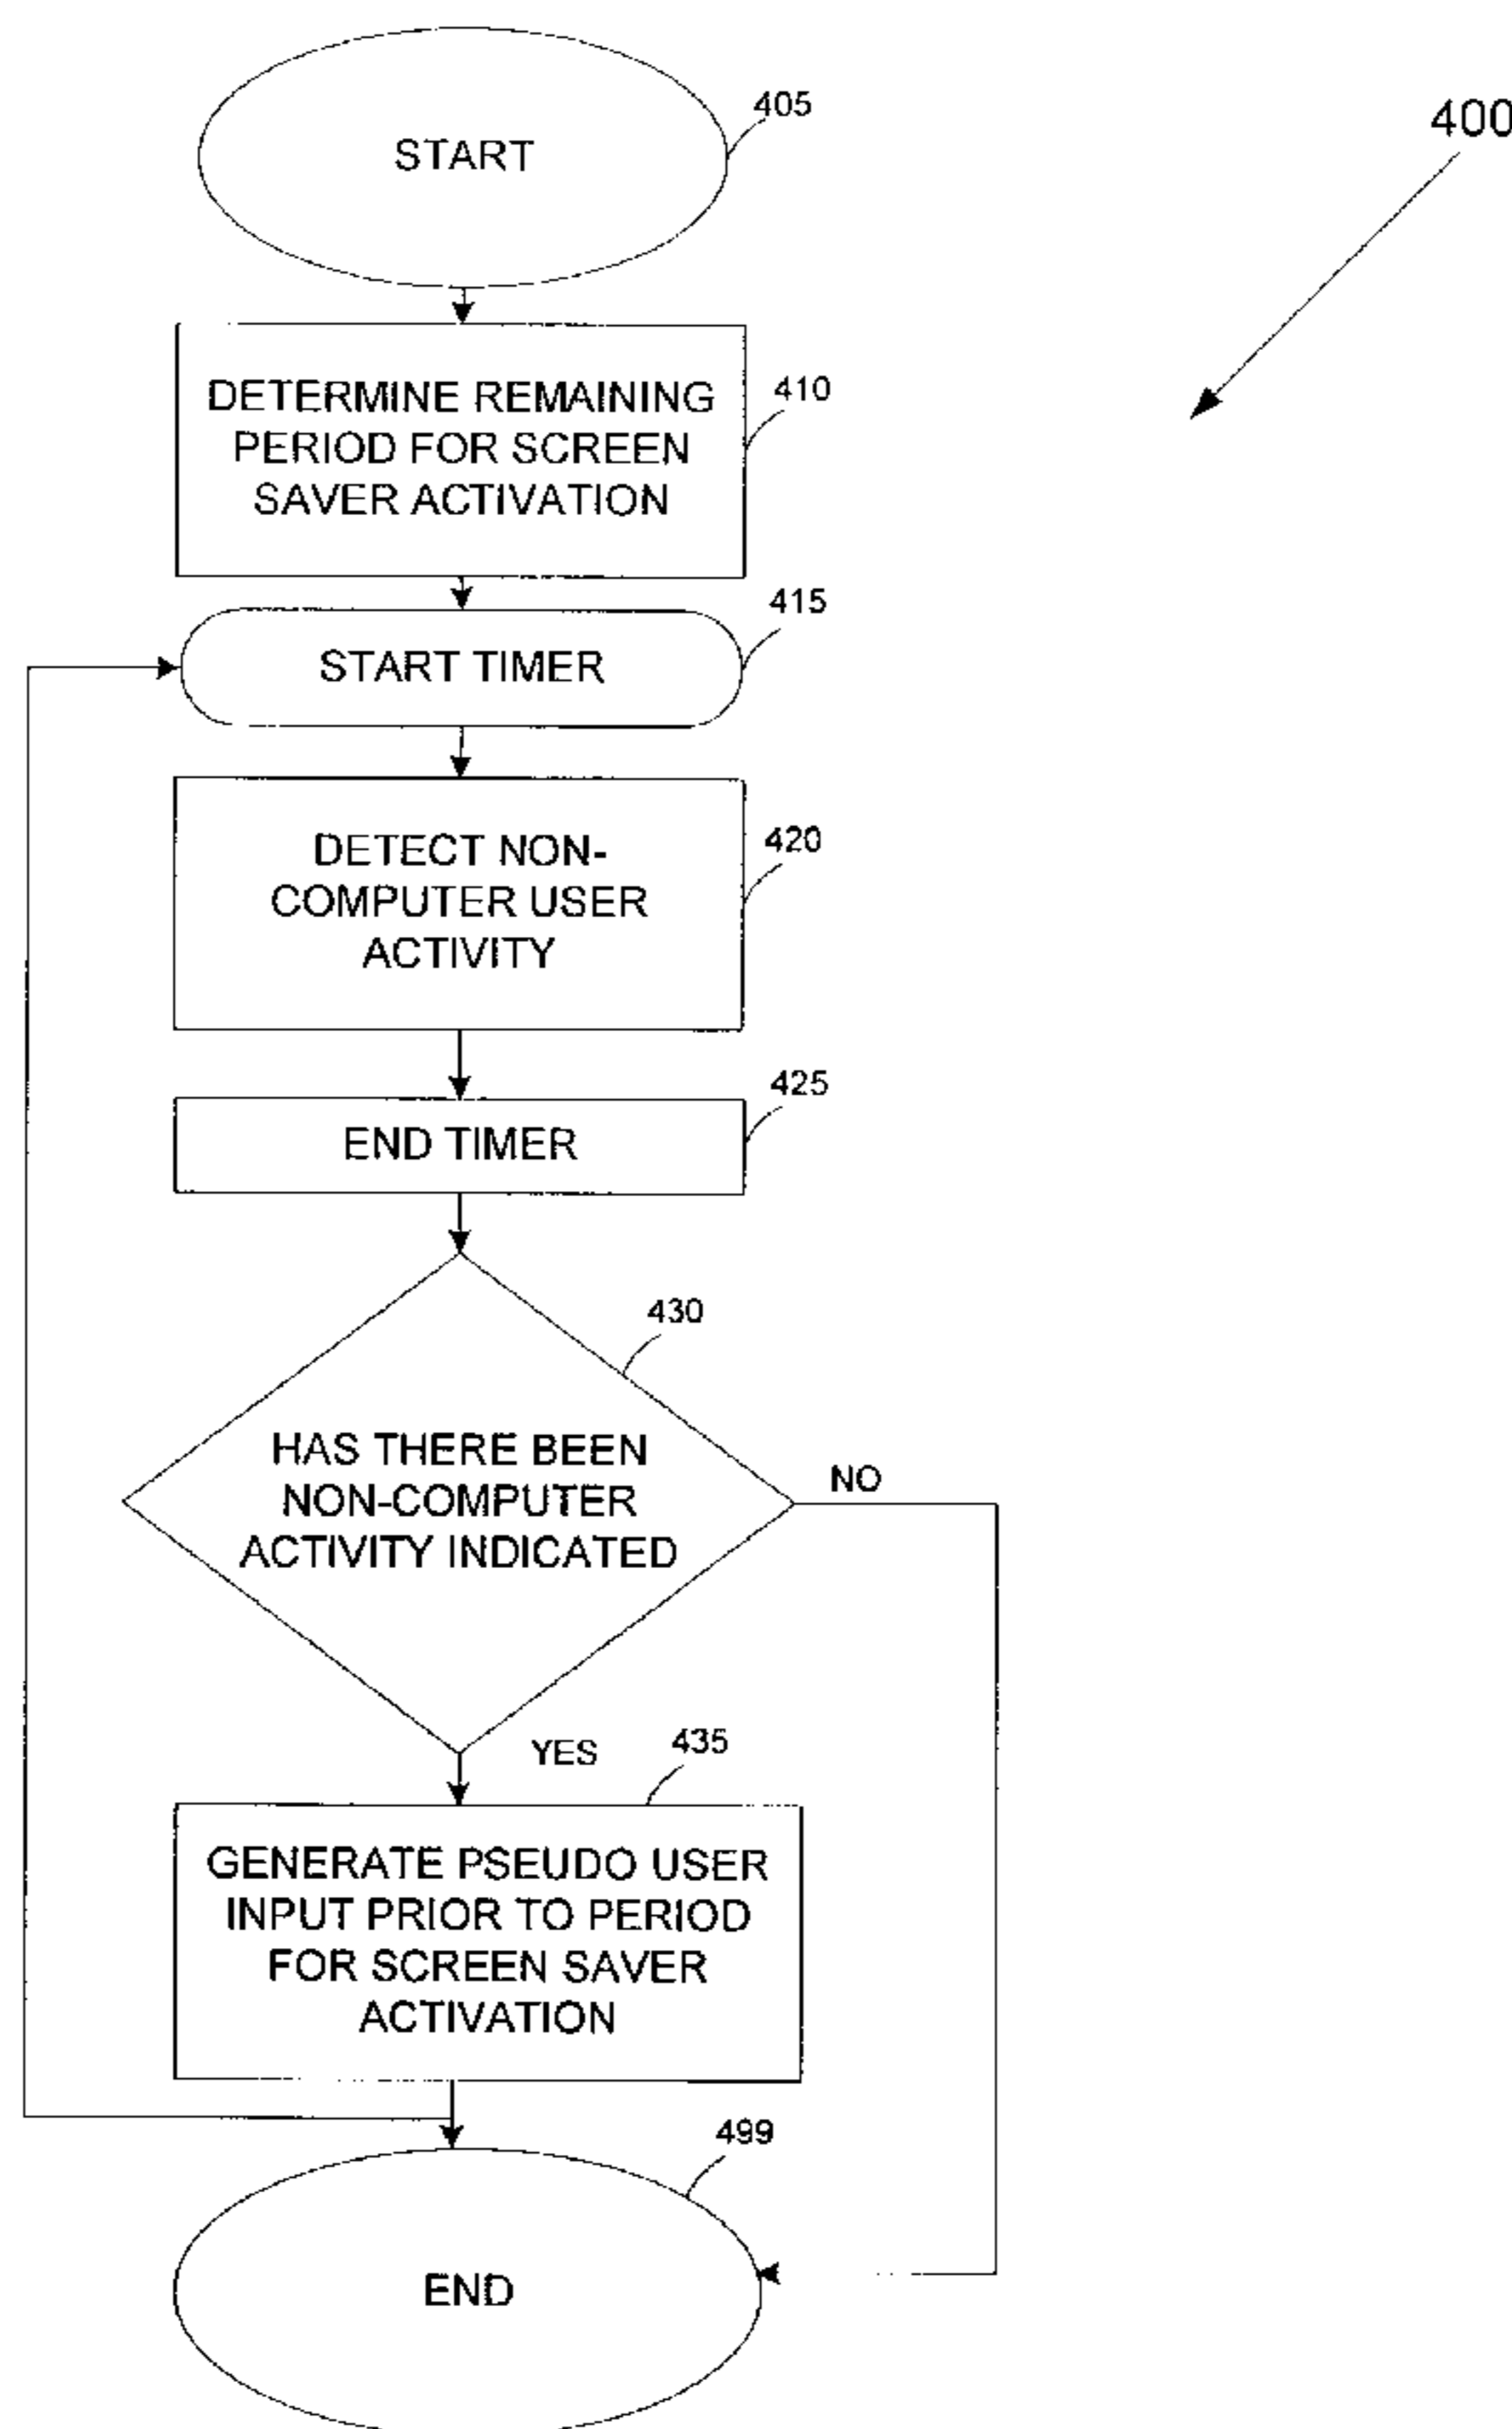 405
START
400
DETERMINE REMAINING
PERIOD FOR SCREEN
SAVER ACTIVATION
410
415
START TIMER
DETECT NON-
COMPUTER USER
ACTIVITY
420
425
END TIMER
430
HAS THERE BEEN
NON-COMPUTER
ACTIVITY INDICATED
NO
YES
435
GENERATE PSEUDO USER
INPUT PRIOR TO PERIOD
FOR SCREEN SAVER
ACTIVATION
499
END